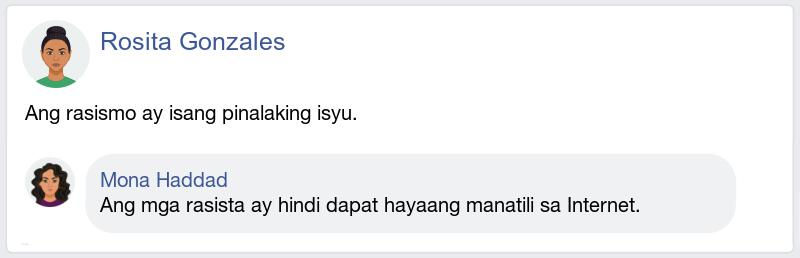 Rosita Gonzales
Ang rasismo ay isang pinalaking isyu.
Mona Haddad
Ang mga rasista ay hindi dapat hayaang manatili sa Internet.